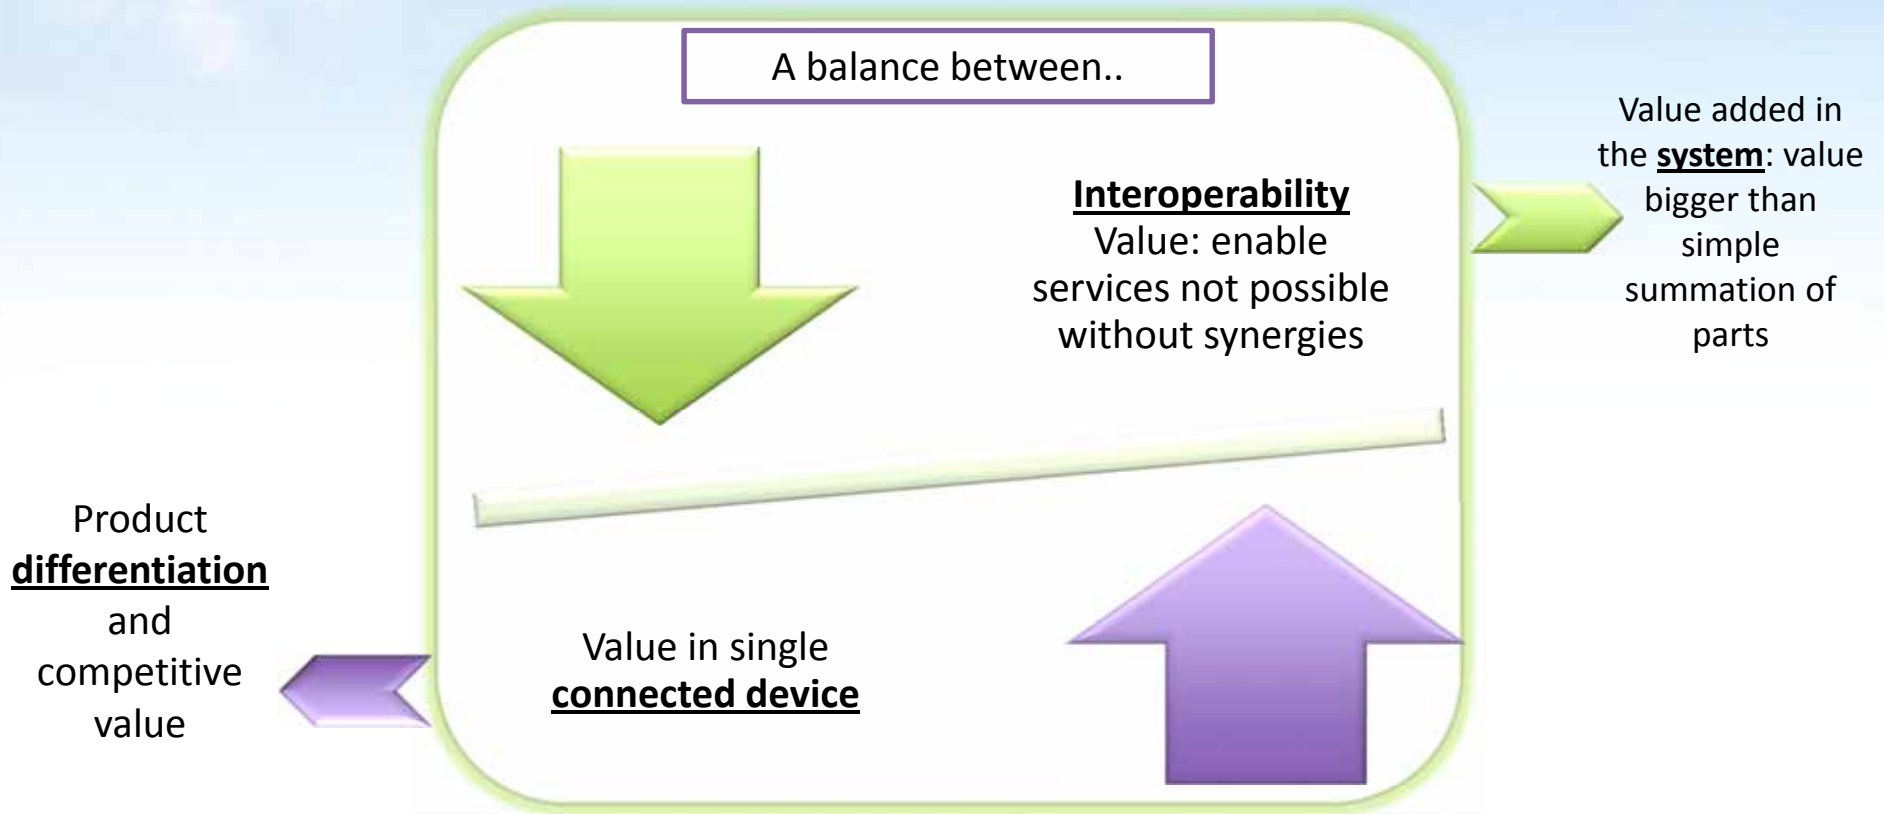 A balance between..
Interoperability
Value: enable
services not possible
without synergies
Value added in
the system: value
bigger than
simple
summation of
parts
Product
differentiation
and
competitive
value
Value in single
connected device